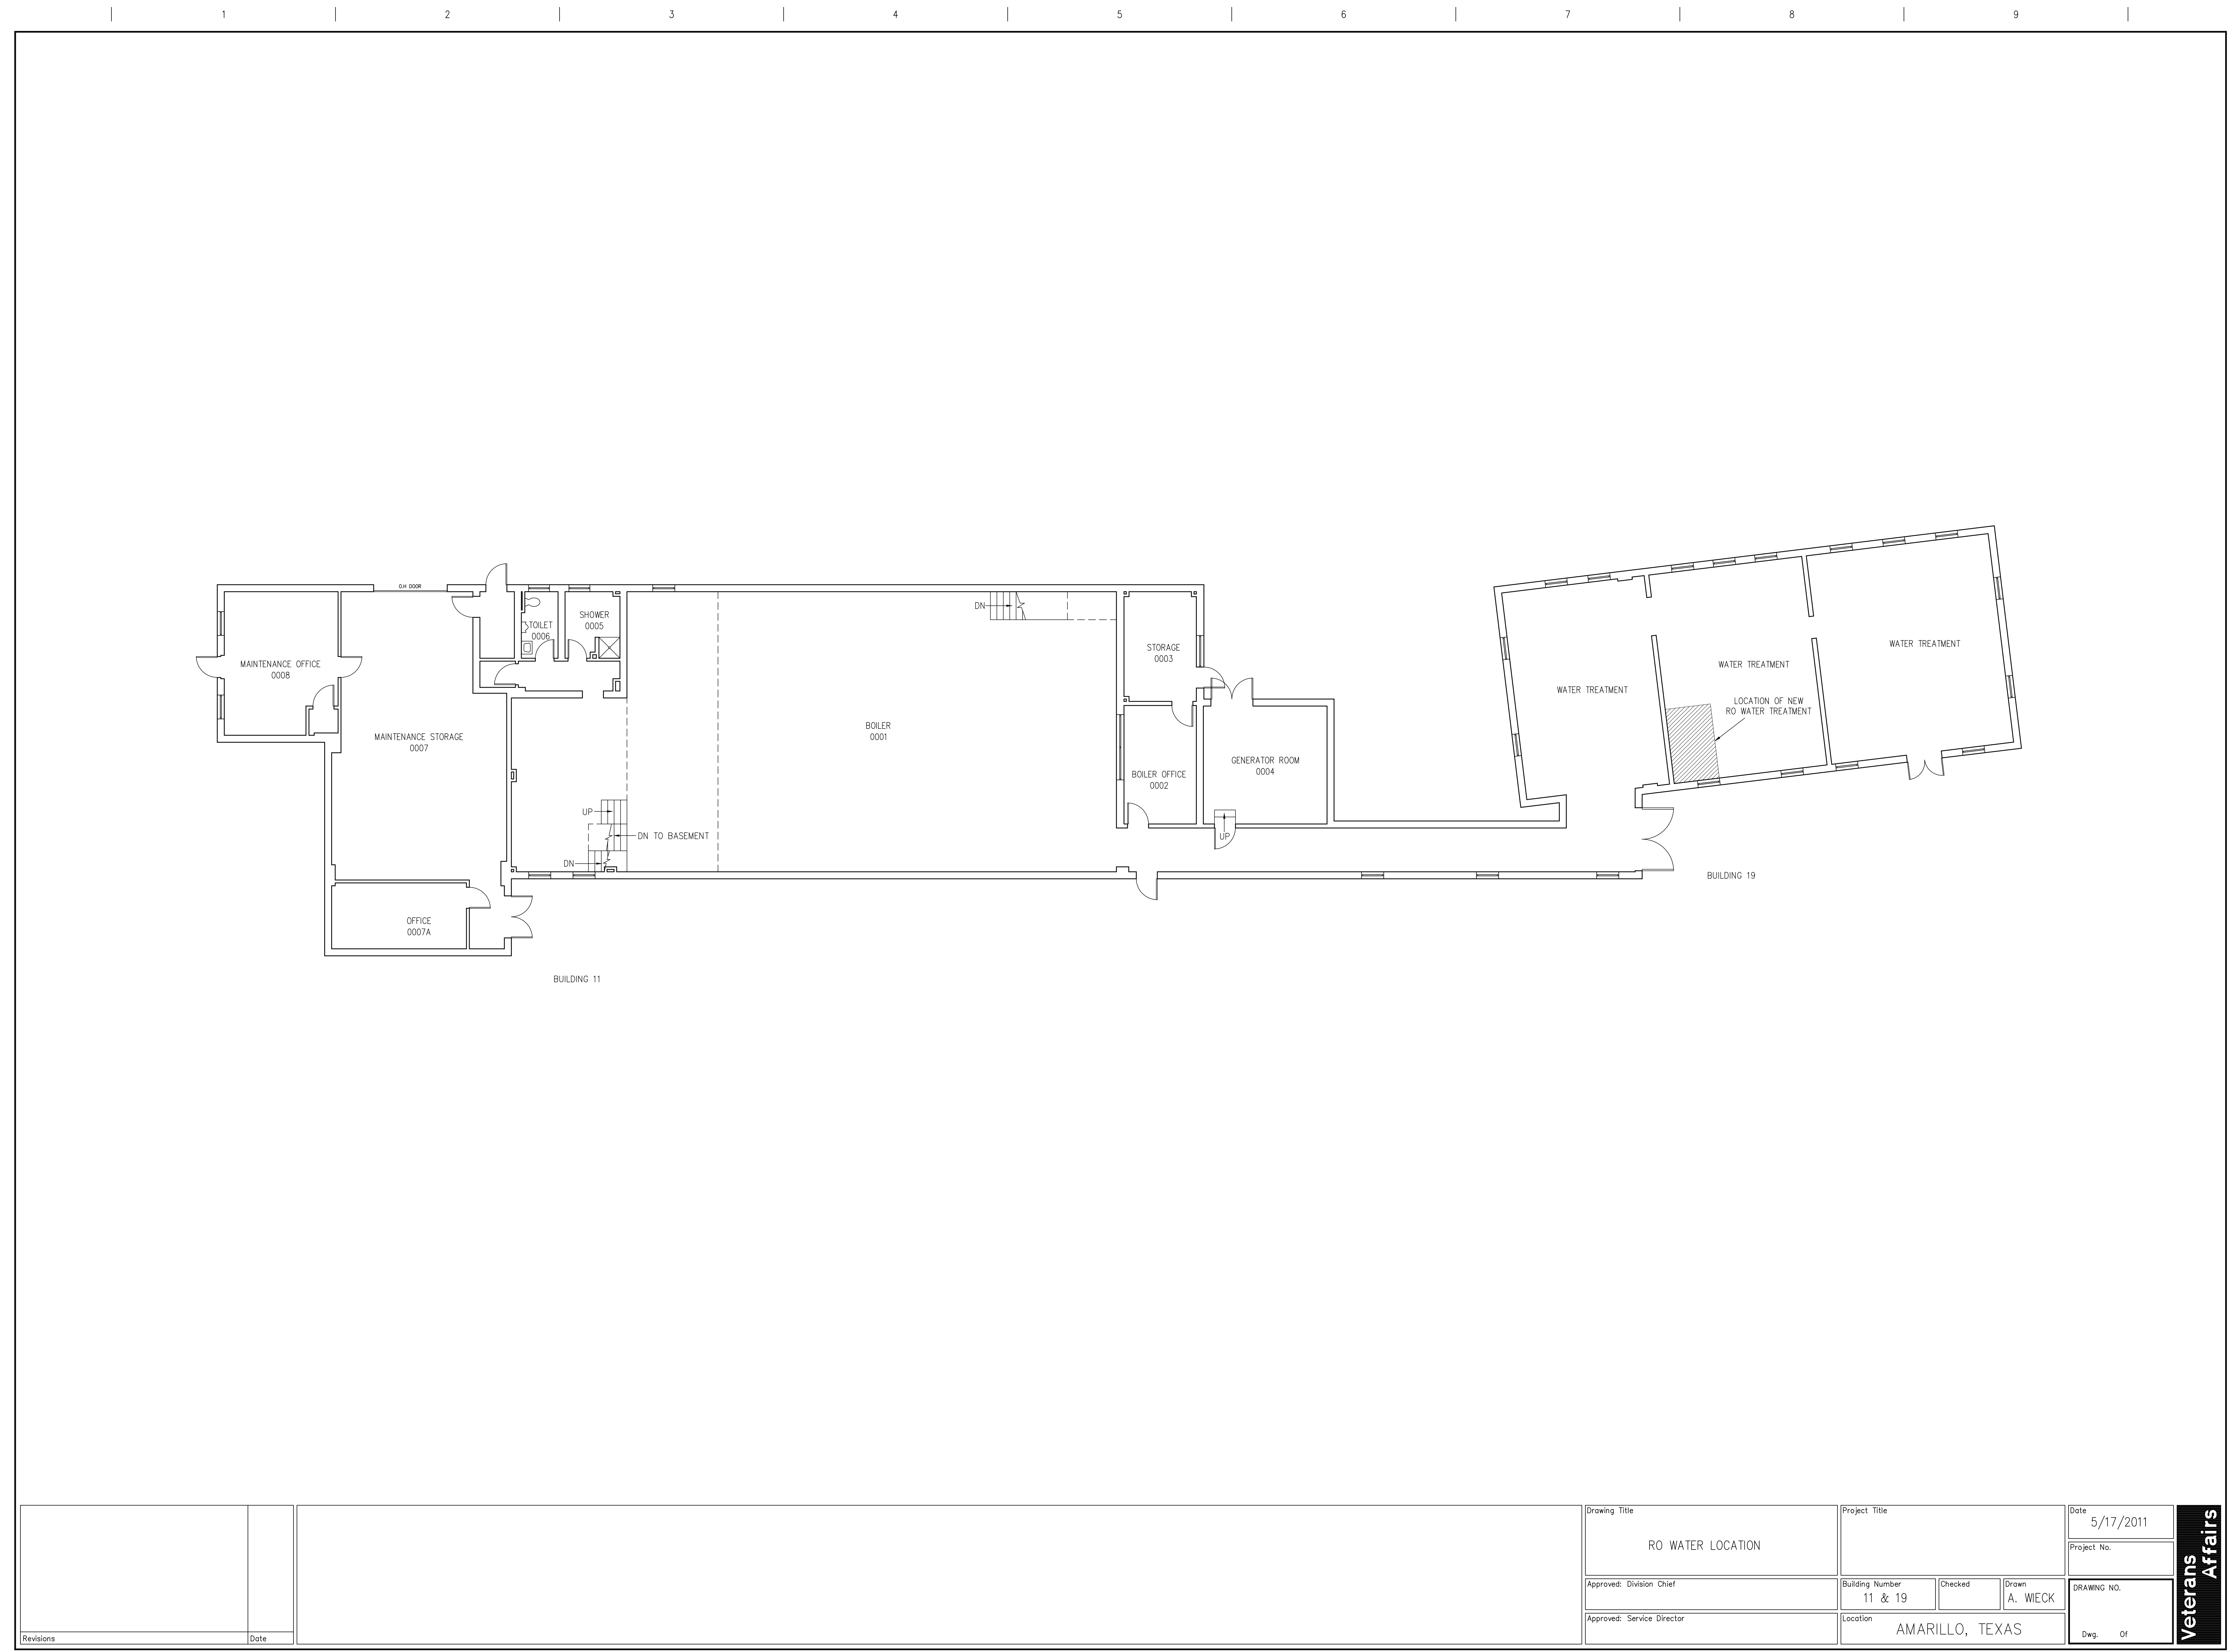 1 2 3 4 5 6 7 8 9
O.H DOOR
TOILET
0006
SHOWER
0005
DN
MAINTENANCE OFFICE
0008
MAINTENANCE STORAGE
0007
BOILER
0001
STORAGE
0003
BOILER OFFICE
0002
GENERATOR ROOM
0004
UP
DN TO BASEMENT
DN
UP
OFFICE
0007A
BUILDING 11
WATER TREATMENT
WATER TREATMENT
WATER TREATMENT
LOCATION OF NEW
RO WATER TREATMENT
BUILDING 19
Revisions
Date
Drawing Title
RO WATER LOCATION
Approved: Division Chief
Approved: Service Director
Project Title
Building Number
11 & 19
Checked
Drawn
A. WIECK
Location
AMARILLO, TEXAS
Date
5/17/2011
Project No.
DRAWING NO.
Dwg. Of
Veterans
Affairs